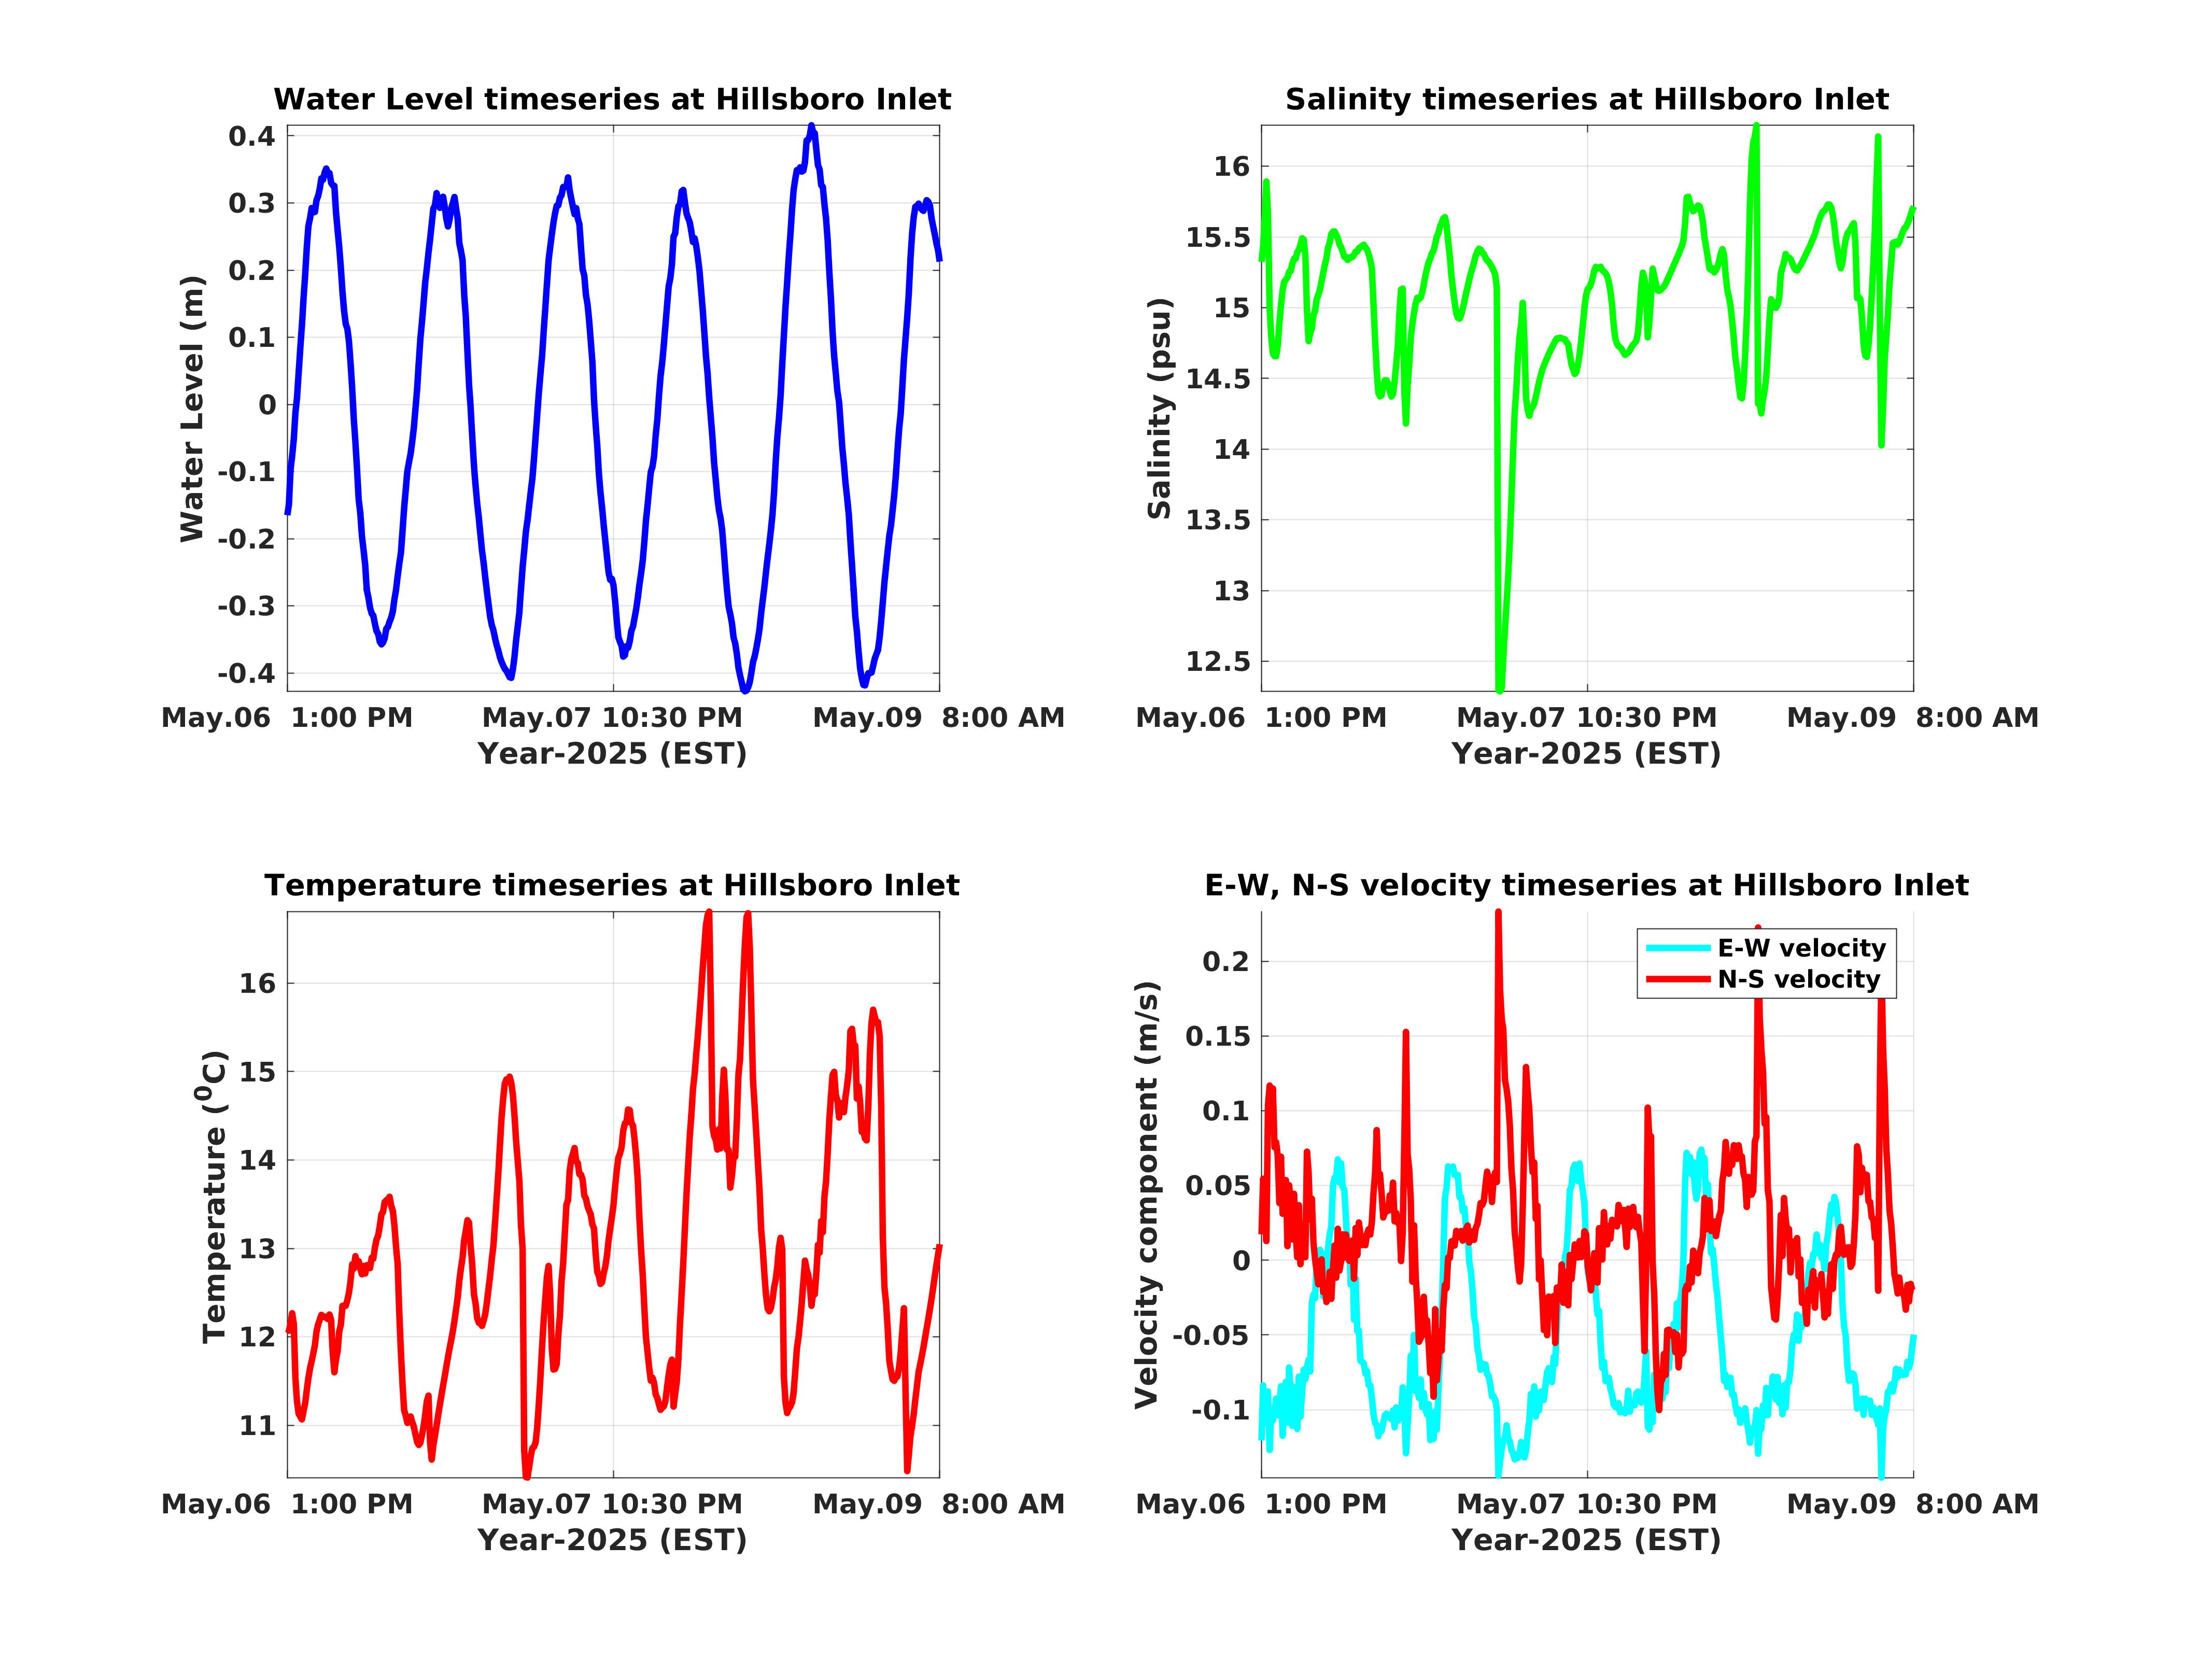 Water Level timeseries at Hillsboro Inlet
Water Level (m)
0.4
0.3
0.2
0.1
0
-0.1
-0.2
-0.3
-0.4
May.06 1:00 PM May.07 10:30 PM May.09 8:00 AM
Year-2025 (EST)
Salinity timeseries at Hillsboro Inlet
Salinity (psu)
16
15.5
15
14.5
14
13.5
13
12.5
May.06 1:00 PM May.07 10:30 PM May.09 8:00 AM
Year-2025 (EST)
Temperature timeseries at Hillsboro Inlet
Temperature (⁰C)
16
15
14
13
12
11
May.06 1:00 PM May.07 10:30 PM May.09 8:00 AM
Year-2025 (EST)
E-W, N-S velocity timeseries at Hillsboro Inlet
Velocity component (m/s)
0.2
0.15
0.1
0.05
0
-0.05
-0.1
E-W velocity
N-S velocity
May.06 1:00 PM May.07 10:30 PM May.09 8:00 AM
Year-2025 (EST)